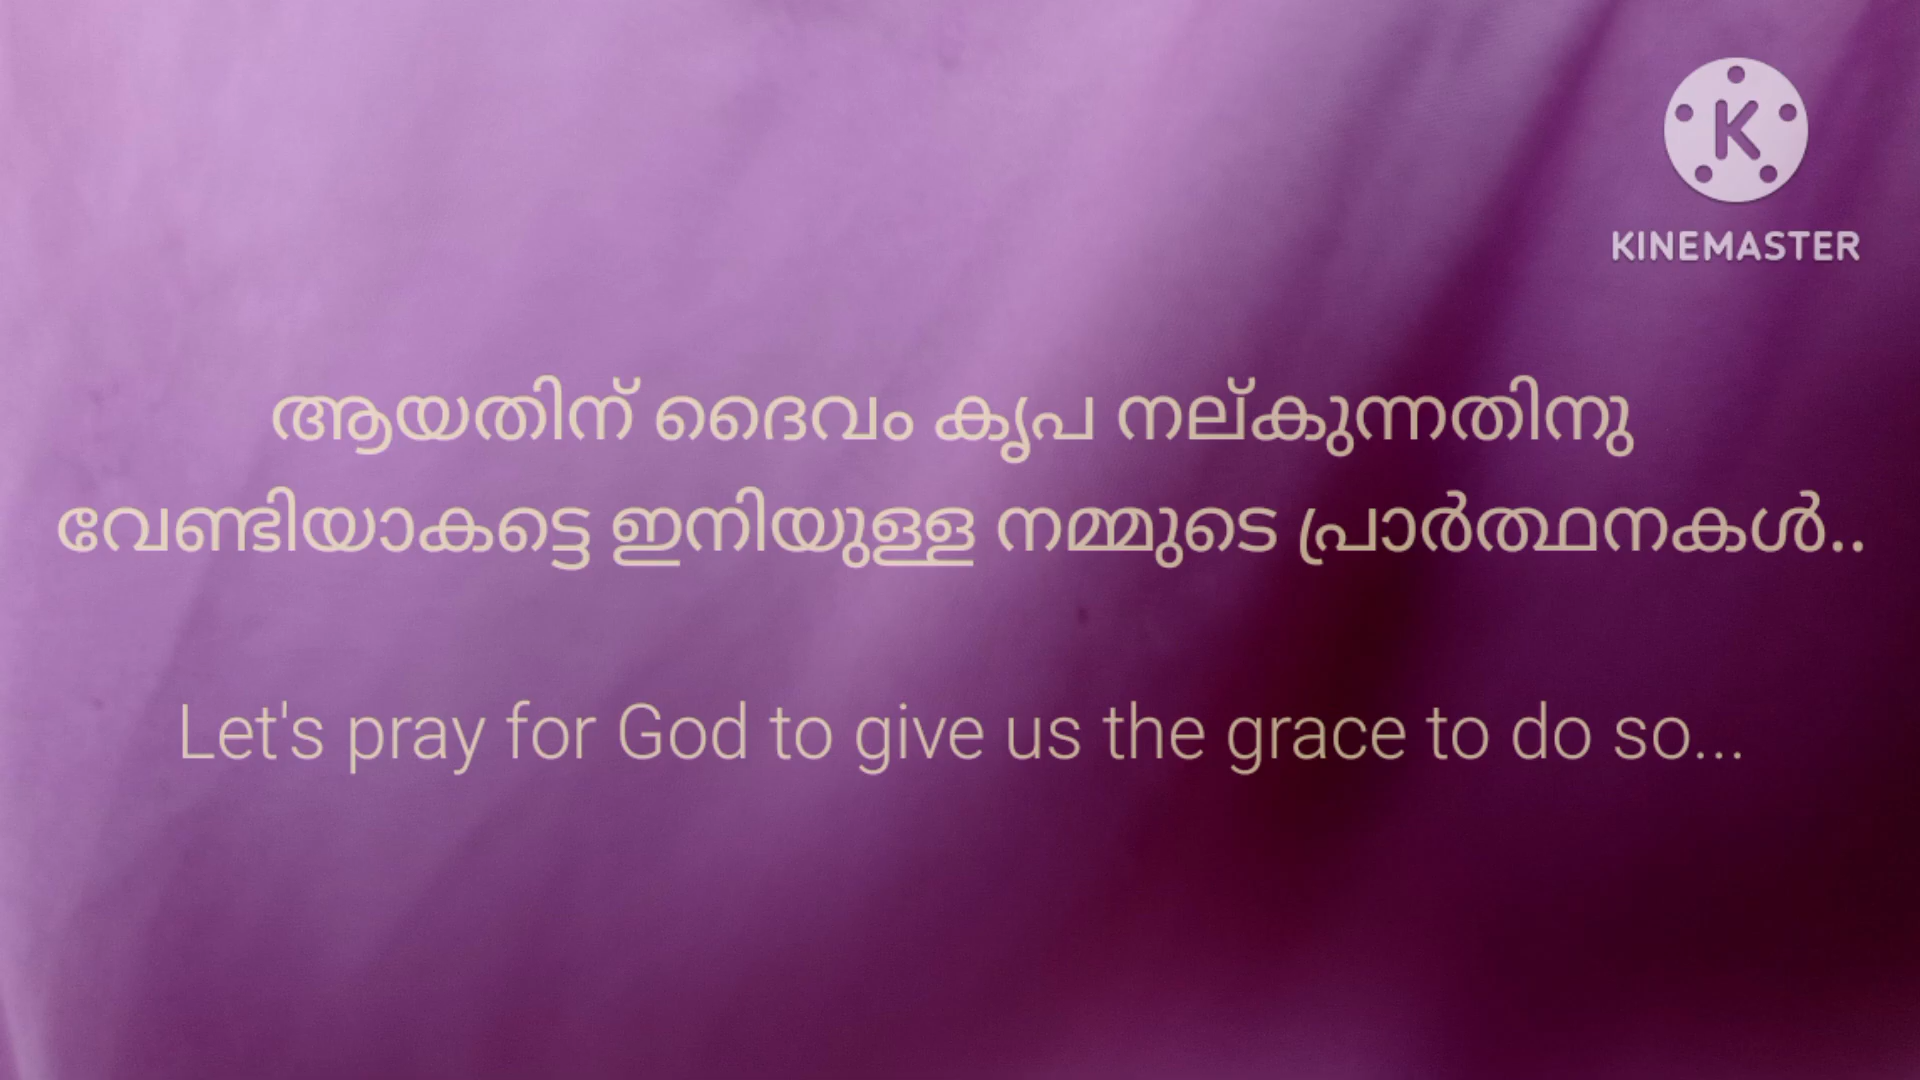 KINEMASTER
ആയതിന് ദൈവം കൃപ നല്കുന്നതിനു
വേണ്ടിയാകട്ടെ ഇനിയുള്ള നമ്മുടെ പ്രാർത്ഥനകൾ..
Let's pray for God to give us the grace to do so...